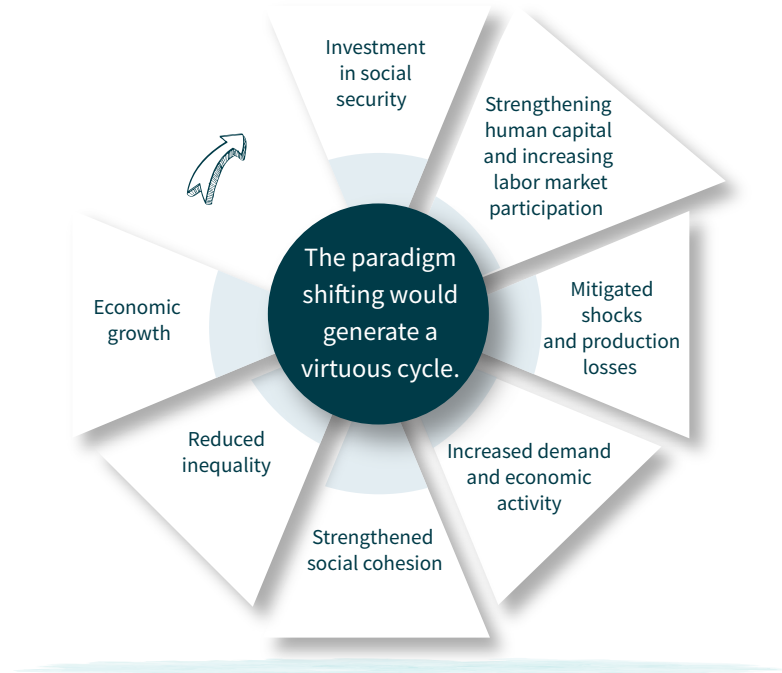 Investment
in social
security
Strengthening
human capital
and increasing
labor market
participation
Mitigated
shocks
and production
losses
Increased demand
and economic
activity
Strengthened
social cohesion
Reduced
inequality
Economic
growth
The paradigm
shifting would
generate a
virtuous cycle.